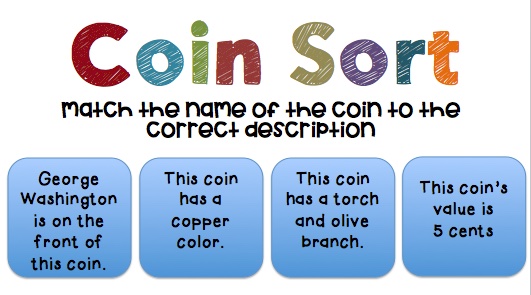 Coin Sort
Match the name of the coin to the
correct description
George
Washington
is on the
front of
this coin.
This coin
has a
copper
color.
This coin
has a torch
and olive
branch.
This coin's
value is
5 cents